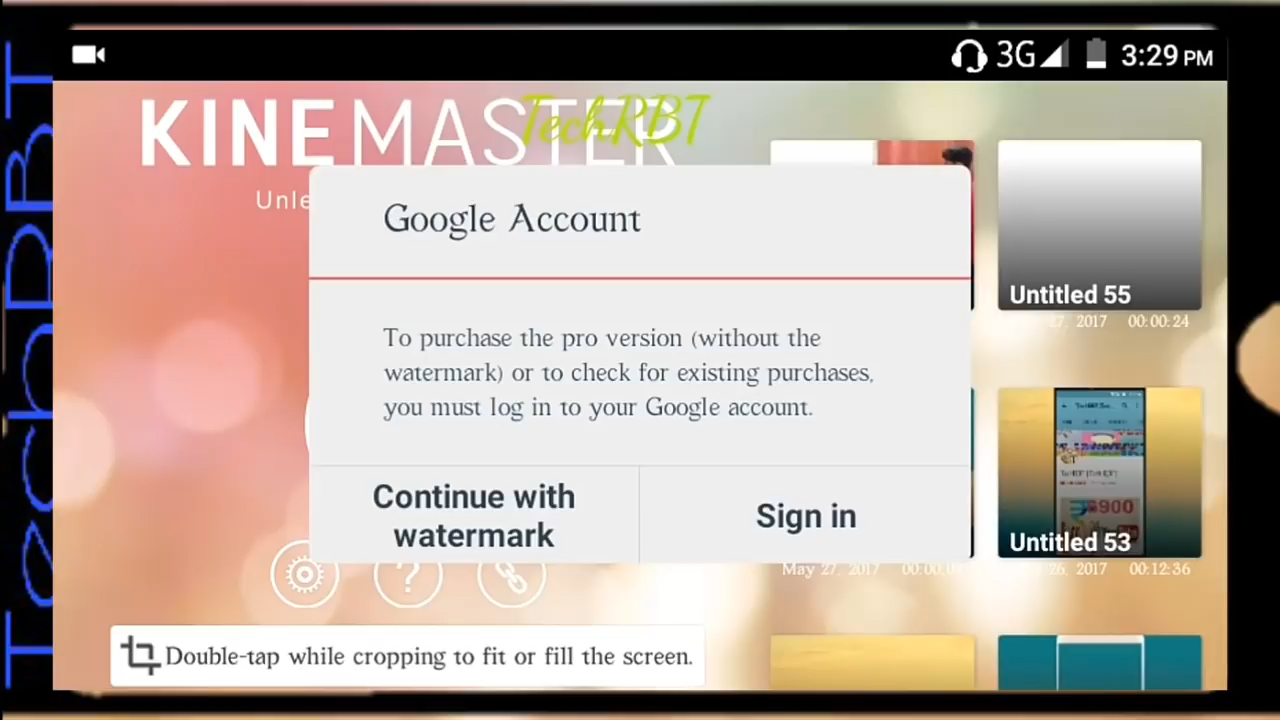 TechRBT
3G 3:29 PM
KINEMASTER
TechRBT
Unle
Google Account
To purchase the pro version (without the
watermark) or to check for existing purchases,
you must log in to your Google account.
Continue with
watermark
Sign in
?
Untitled 55
27, 2017 00:00:24
Untitled 53
May 27, 2017
26, 2017 00:12:36
Double-tap while cropping to fit or fill the screen.